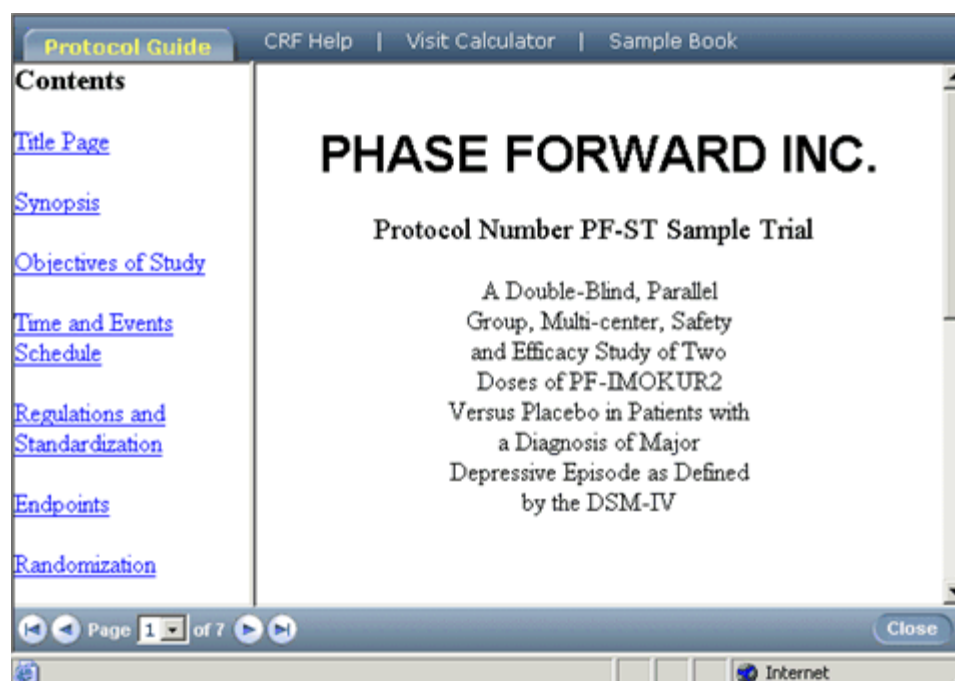 Protocol Guide CRF Help | Visit Calculator | Sample Book
Contents
Title Page
Synopsis
Objectives of Study
Time and Events
Schedule
Regulations and
Standardization
Endpoints
Randomization
PHASE FORWARD INC.
Protocol Number PF-ST Sample Trial
A Double-Blind, Parallel
Group, Multi-center, Safety
and Efficacy Study of Two
Doses of PF-IMOKUR2
Versus Placebo in Patients with
a Diagnosis of Major
Depressive Episode as Defined
by the DSM-IV
Page 1 of 7 Close
Internet